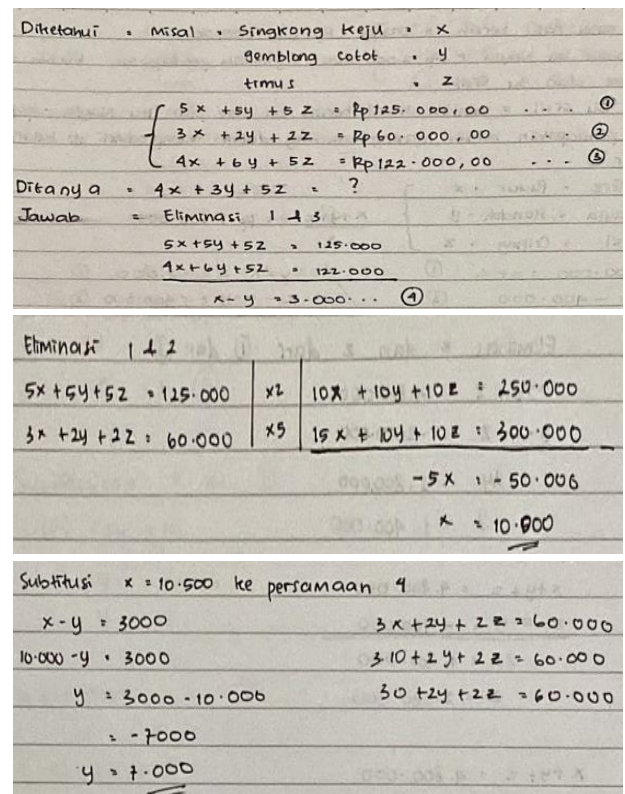 Diketahui : Misal : Singkong Keju : x
gemblong cotot : y
timus : z
5x + 5y + 5z = Rp 125.000,00 ... ①
3x + 2y + 2z = Rp 60.000,00 ... ②
4x + 6y + 5z = Rp 122.000,00 ... ③
Ditanya = 4x + 3y + 5z = ?
Jawab = Eliminasi 1 & 3
5x + 5y + 5z = 125.000
4x + 6y + 5z = 122.000
x - y = 3.000... ④
Eliminasi 1 & 2
5x + 5y + 5z = 125.000 | x2 | 10x + 10y + 10z = 250.000
3x + 2y + 2z = 60.000 | x5 | 15x + 10y + 10z = 300.000 -
-5x = -50.000
x = 10.000
Subtitusi x = 10.500 ke persamaan 4
x - y = 3000
10.000 - y = 3000
y = 3000 - 10.000
= -7000
y = 7.000
3x + 2y + 2z = 60.000
3.10 + 2y + 2z = 60.000
30 + 2y + 2z = 60.000